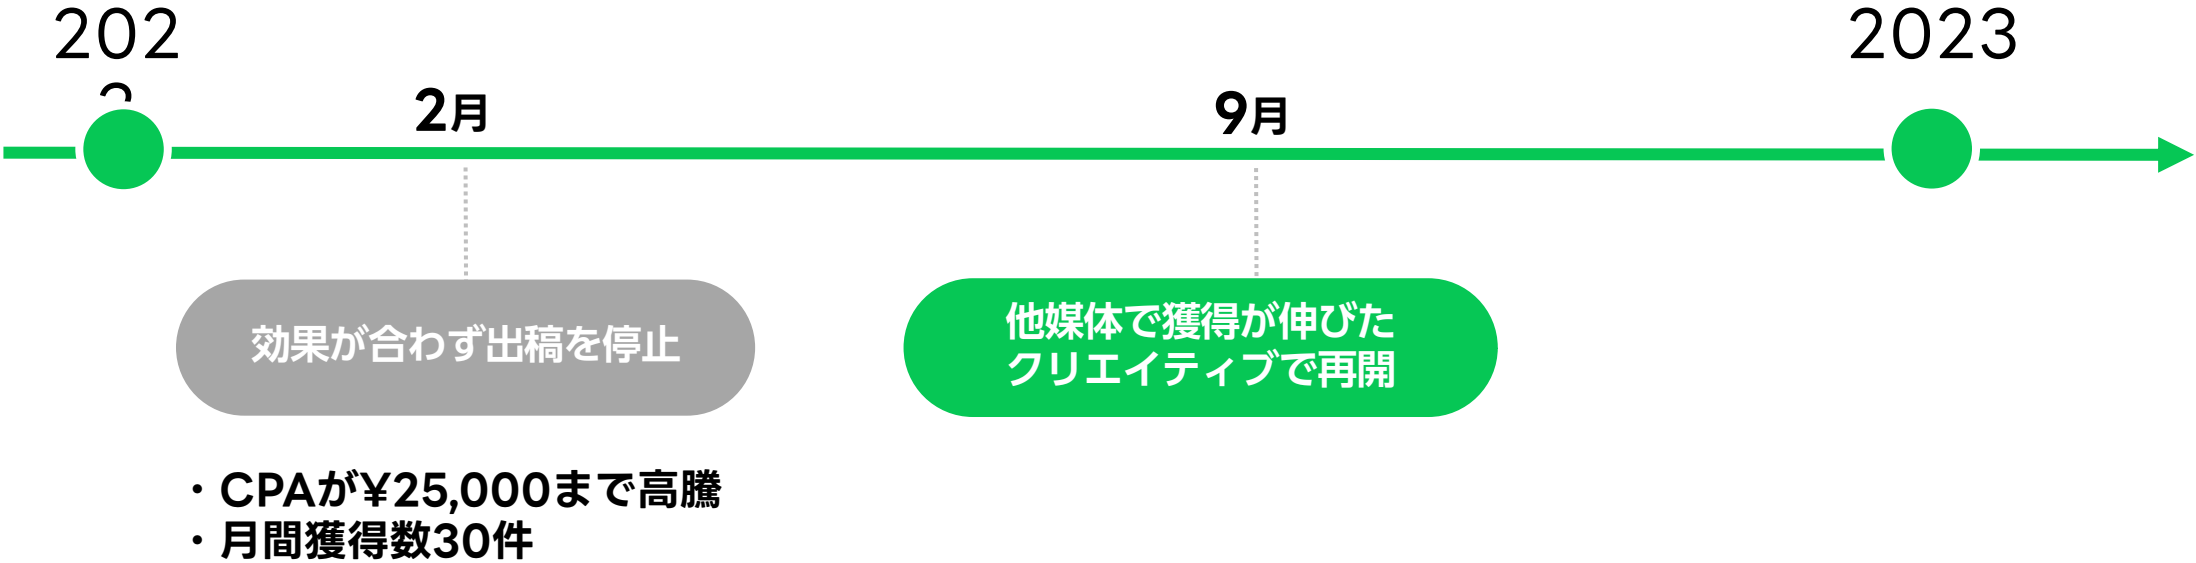 202
2023
2月
9月
効果が合わず出稿を停止
他媒体で獲得が伸びた
クリエイティブで再開
・CPAが¥25,000まで高騰
・月間獲得数30件